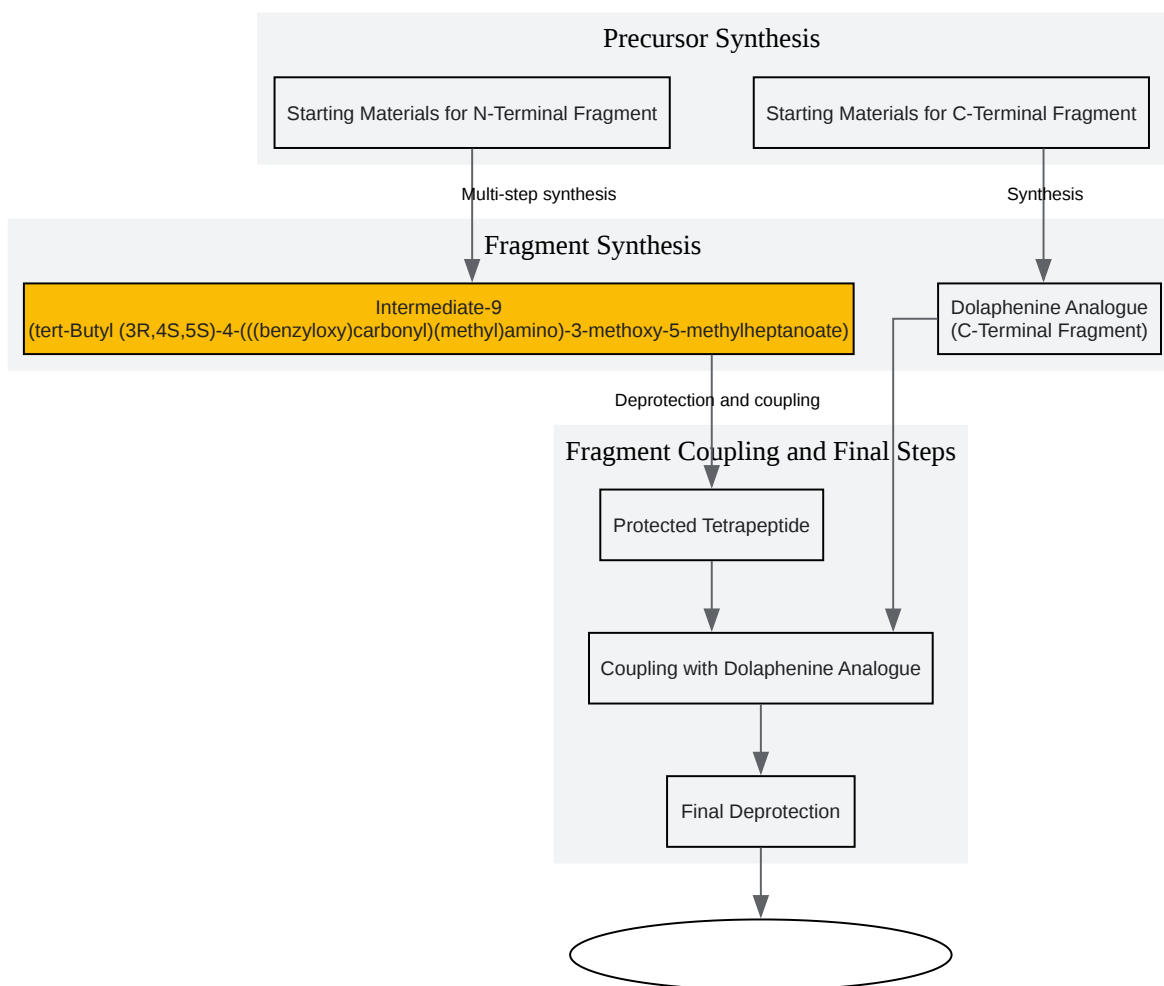 Precursor Synthesis
Starting Materials for N-Terminal Fragment
Starting Materials for C-Terminal Fragment
Multi-step synthesis
Synthesis
Fragment Synthesis
Intermediate-9
(tert-Butyl (3R,4S,5S)-4-(((benzyloxy)carbonyl)(methyl)amino)-3-methoxy-5-methylheptanoate)
Dolaphenine Analogue
(C-Terminal Fragment)
Deprotection and coupling
Fragment Coupling and Final Steps
Protected Tetrapeptide
Coupling with Dolaphenine Analogue
Final Deprotection